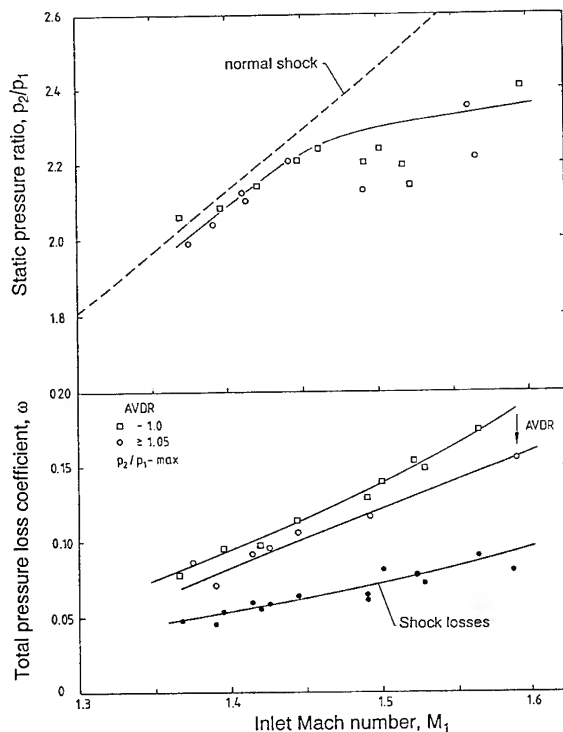 2.6
normal shock
2.4
2.2
2.0
1.8
Static pressure ratio, p₂/p₁
0.20
AVDR
□ ~ 1.0
○ ≥ 1.05
p₂/p₁-max
AVDR
0.15
0.10
0.05
Shock losses
0
Total pressure loss coefficient, ω
1.3
1.4
1.5
1.6
Inlet Mach number, M₁